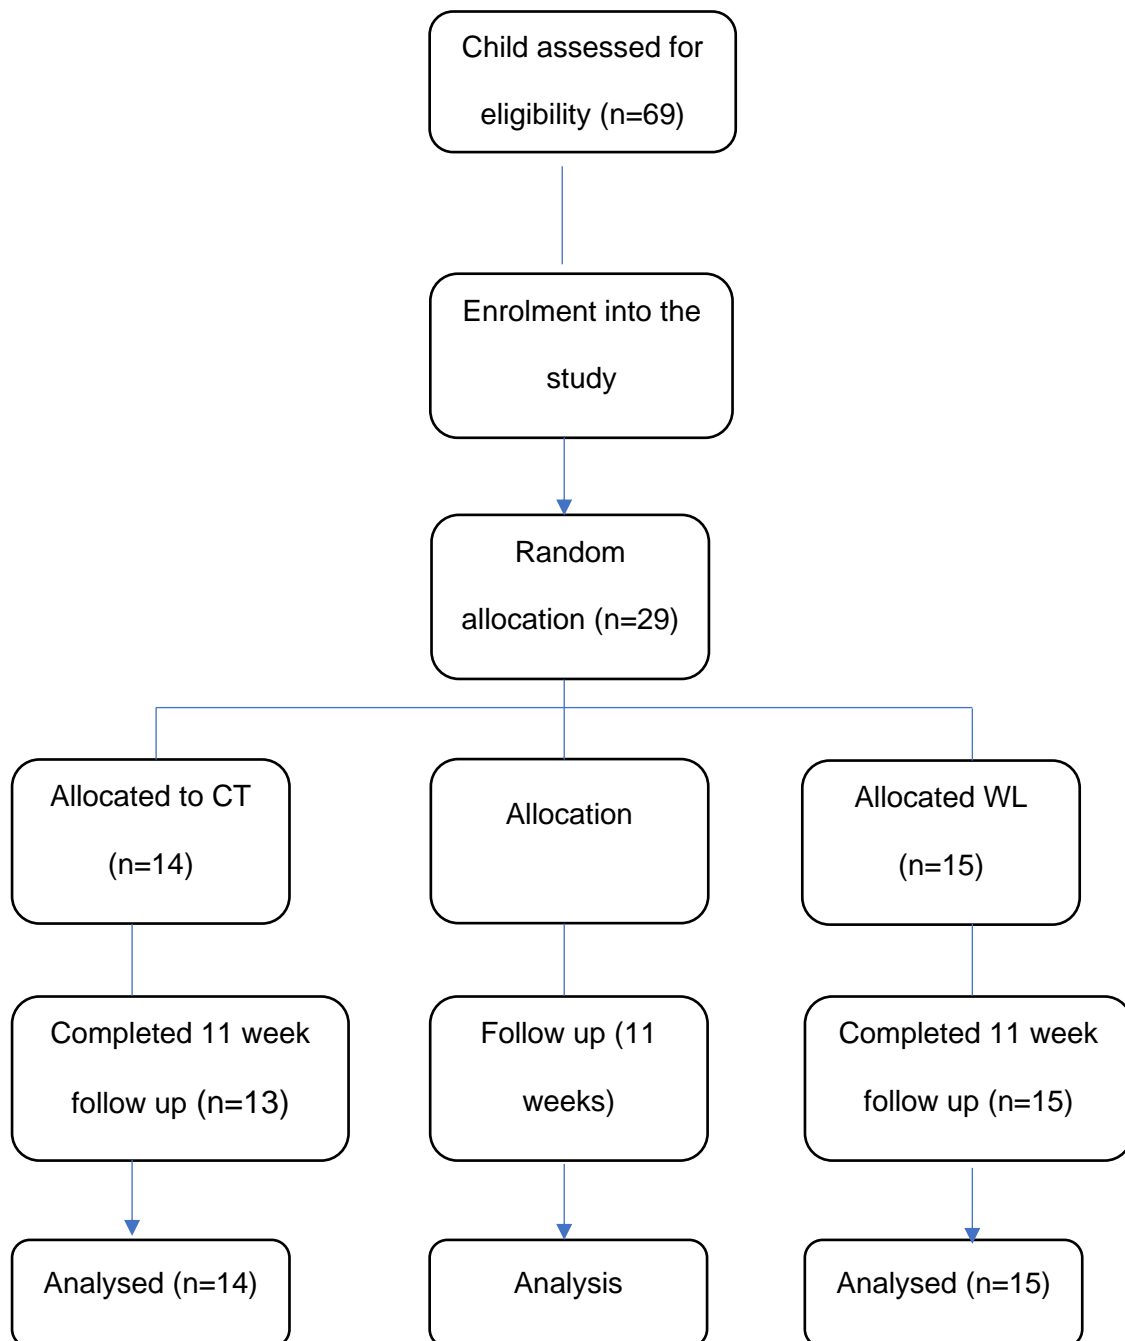 Child assessed for
eligibility (n=69)
Enrolment into the
study
Random
allocation (n=29)
Allocated to CT
(n=14)
Allocation
Allocated WL
(n=15)
Completed 11 week
follow up (n=13)
Follow up (11
weeks)
Completed 11 week
follow up (n=15)
Analysed (n=14)
Analysis
Analysed (n=15)